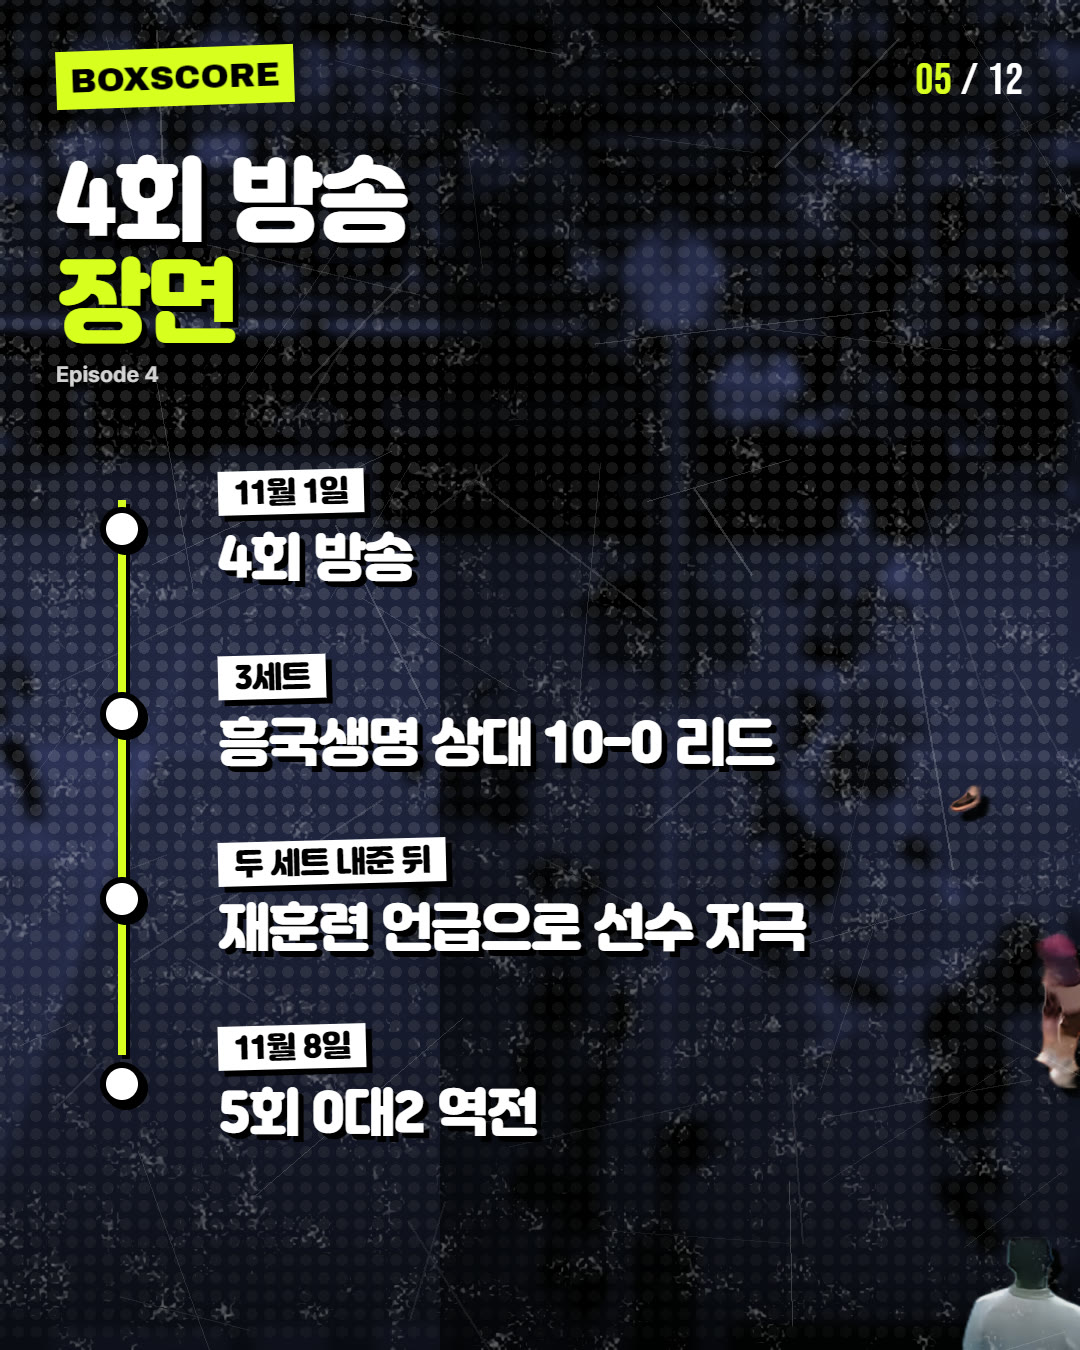 BOXSCORE
05 / 12
4회 방송
장면
Episode 4
11월 1일
4회 방송
3세트
흥국생명 상대 10-0 리드
두 세트 내준 뒤
재훈련 언급으로 선수 자극
11월 8일
5회 0대2 역전